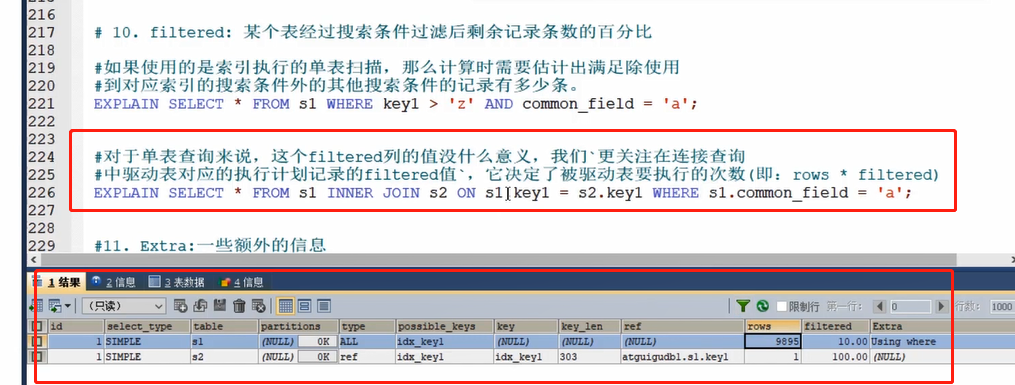 216
217 # 10. filtered: 某个表经过搜索条件过滤后剩余记录条数的百分比
218
219 #如果使用的是索引执行的单表扫描，那么计算时需要估计出满足除使用
220 #到对应索引的搜索条件外的其他搜索条件的记录有多少条。
221 EXPLAIN SELECT * FROM s1 WHERE key1 > 'z' AND common_field = 'a';
222
223
224 #对于单表查询来说，这个filtered列的值没什么意义，我们`更关注在连接查询
225 #中驱动表对应的执行计划记录的filtered值`，它决定了被驱动表要执行的次数(即：rows * filtered)
226 EXPLAIN SELECT * FROM s1 INNER JOIN s2 ON s1.key1 = s2.key1 WHERE s1.common_field = 'a';
227
228
229 #11. Extra:一些额外的信息
1 结果 2 信息 3 表数据 4 信息
(只读) 限制行 第一行: 0 行数: 1000
id select_type table partitions type possible_keys key key_len ref rows filtered Extra
1 SIMPLE s1 (NULL) 0K ALL idx_key1 (NULL) (NULL) (NULL) 9895 10.00 Using where
1 SIMPLE s2 (NULL) 0K ref idx_key1 idx_key1 303 atguigudb1.s1.key1 1 100.00 (NULL)